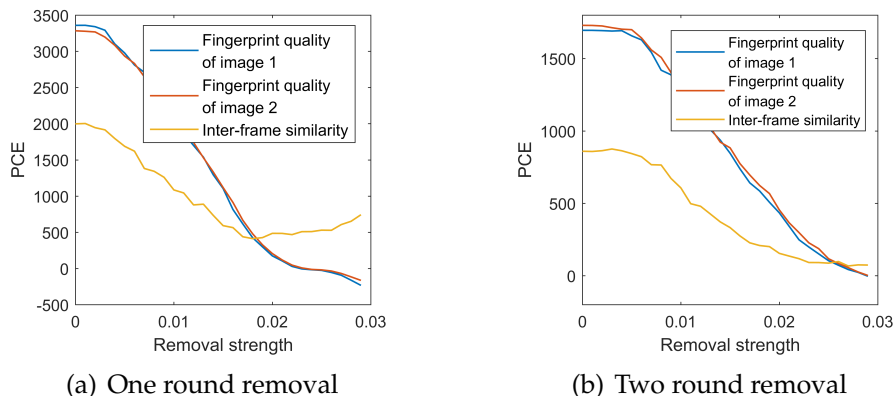 3500
3000
2500
2000
1500
1000
500
0
-500
PCE
0
0.01
0.02
0.03
Removal strength
Fingerprint quality
of image 1
Fingerprint quality
of image 2
Inter-frame similarity
(a) One round removal
1500
1000
500
0
PCE
0
0.01
0.02
0.03
Removal strength
Fingerprint quality
of image 1
Fingerprint quality
of image 2
Inter-frame similarity
(b) Two round removal